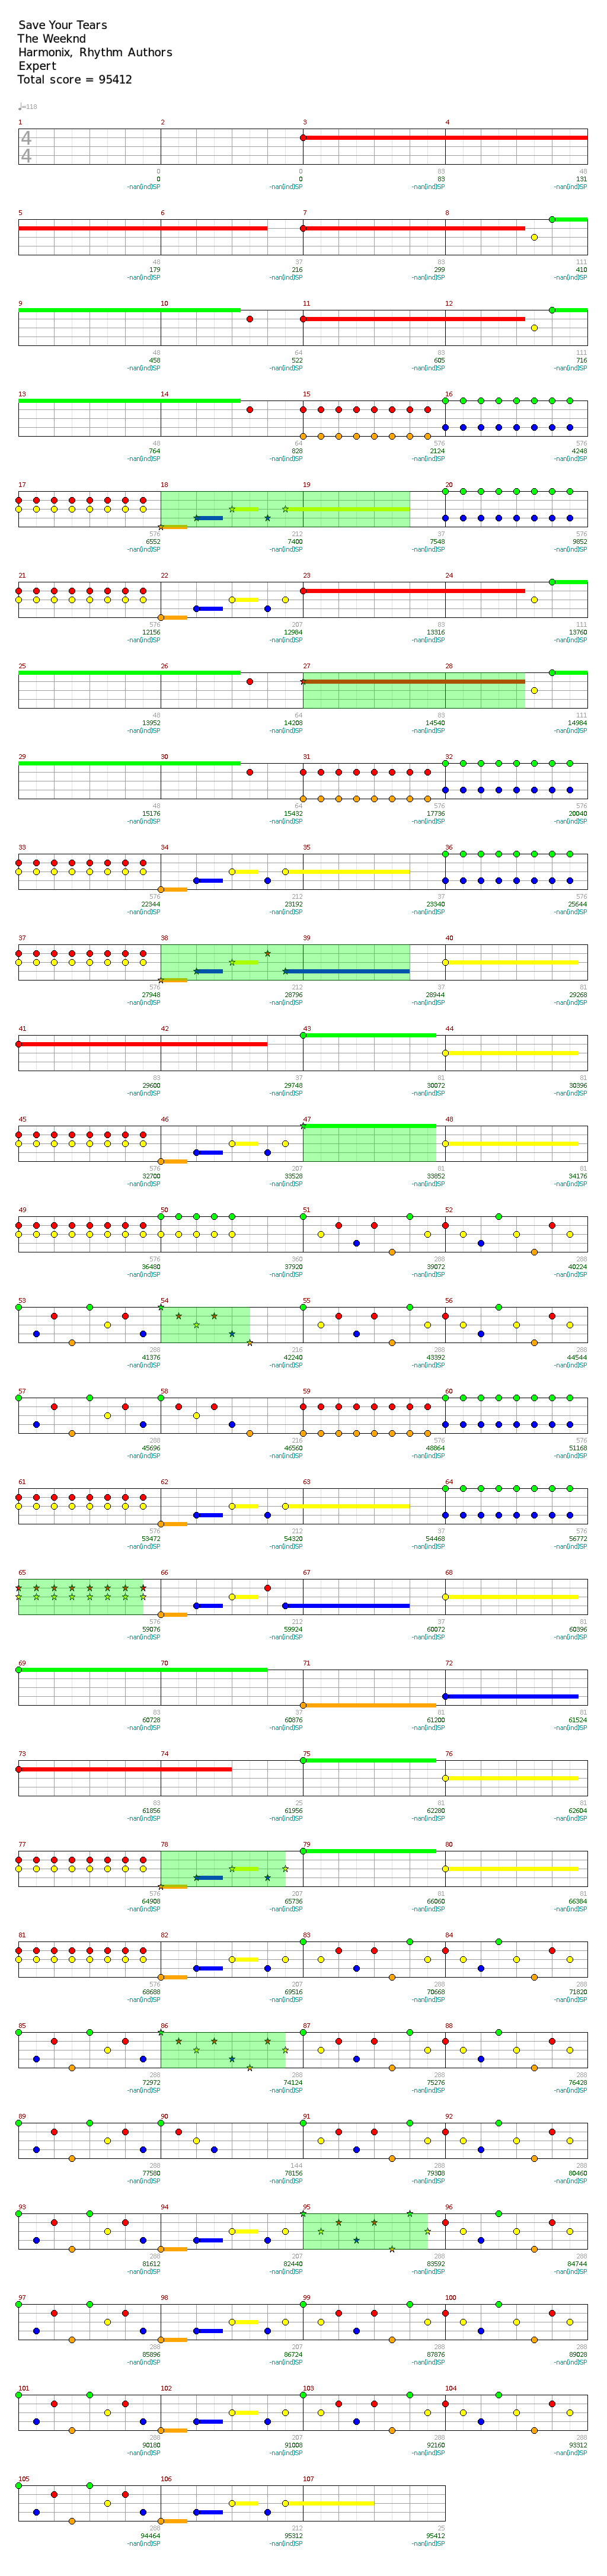 Save Your Tears
The Weeknd
Harmonix, Rhythm Authors
Expert
Total score = 95412
♩=118
1 2 3 4
4
4
0 0 83 48
0 0 83 131
-nan(ind)SP -nan(ind)SP -nan(ind)SP -nan(ind)SP
5 6 7 8
48 37 83 111
179 216 299 410
-nan(ind)SP -nan(ind)SP -nan(ind)SP -nan(ind)SP
9 10 11 12
48 64 83 111
458 522 605 716
-nan(ind)SP -nan(ind)SP -nan(ind)SP -nan(ind)SP
13 14 15 16
48 64 576 576
764 828 2124 4248
-nan(ind)SP -nan(ind)SP -nan(ind)SP -nan(ind)SP
17 18 19 20
576 212 37 576
6552 7400 7548 9852
-nan(ind)SP -nan(ind)SP -nan(ind)SP -nan(ind)SP
21 22 23 24
576 207 83 111
12156 12984 13316 13760
-nan(ind)SP -nan(ind)SP -nan(ind)SP -nan(ind)SP
25 26 27 28
48 64 83 111
13952 14208 14540 14984
-nan(ind)SP -nan(ind)SP -nan(ind)SP -nan(ind)SP
29 30 31 32
48 64 576 576
15176 15432 17736 20040
-nan(ind)SP -nan(ind)SP -nan(ind)SP -nan(ind)SP
33 34 35 36
576 212 37 576
22344 23192 23340 25644
-nan(ind)SP -nan(ind)SP -nan(ind)SP -nan(ind)SP
37 38 39 40
576 212 37 81
27948 28796 28944 29268
-nan(ind)SP -nan(ind)SP -nan(ind)SP -nan(ind)SP
41 42 43 44
83 37 81 81
29600 29748 30072 30396
-nan(ind)SP -nan(ind)SP -nan(ind)SP -nan(ind)SP
45 46 47 48
576 207 81 81
32700 33528 33852 34176
-nan(ind)SP -nan(ind)SP -nan(ind)SP -nan(ind)SP
49 50 51 52
576 360 288 288
36480 37920 39072 40224
-nan(ind)SP -nan(ind)SP -nan(ind)SP -nan(ind)SP
53 54 55 56
288 216 288 288
41376 42240 43392 44544
-nan(ind)SP -nan(ind)SP -nan(ind)SP -nan(ind)SP
57 58 59 60
288 216 576 576
45696 46560 48864 51168
-nan(ind)SP -nan(ind)SP -nan(ind)SP -nan(ind)SP
61 62 63 64
576 212 37 576
53472 54320 54468 56772
-nan(ind)SP -nan(ind)SP -nan(ind)SP -nan(ind)SP
65 66 67 68
576 212 37 81
59076 59924 60072 60396
-nan(ind)SP -nan(ind)SP -nan(ind)SP -nan(ind)SP
69 70 71 72
83 37 81 81
60728 60876 61200 61524
-nan(ind)SP -nan(ind)SP -nan(ind)SP -nan(ind)SP
73 74 75 76
83 25 81 81
61856 61956 62280 62604
-nan(ind)SP -nan(ind)SP -nan(ind)SP -nan(ind)SP
77 78 79 80
576 207 81 81
64908 65736 66060 66384
-nan(ind)SP -nan(ind)SP -nan(ind)SP -nan(ind)SP
81 82 83 84
576 207 288 288
68688 69516 70668 71820
-nan(ind)SP -nan(ind)SP -nan(ind)SP -nan(ind)SP
85 86 87 88
288 288 288 288
72972 74124 75276 76428
-nan(ind)SP -nan(ind)SP -nan(ind)SP -nan(ind)SP
89 90 91 92
288 144 288 288
77580 78156 79308 80460
-nan(ind)SP -nan(ind)SP -nan(ind)SP -nan(ind)SP
93 94 95 96
288 207 288 288
81612 82440 83592 84744
-nan(ind)SP -nan(ind)SP -nan(ind)SP -nan(ind)SP
97 98 99 100
288 207 288 288
85896 86724 87876 89028
-nan(ind)SP -nan(ind)SP -nan(ind)SP -nan(ind)SP
101 102 103 104
288 207 288 288
90180 91008 92160 93312
-nan(ind)SP -nan(ind)SP -nan(ind)SP -nan(ind)SP
105 106 107
288 212 25
94464 95312 95412
-nan(ind)SP -nan(ind)SP -nan(ind)SP